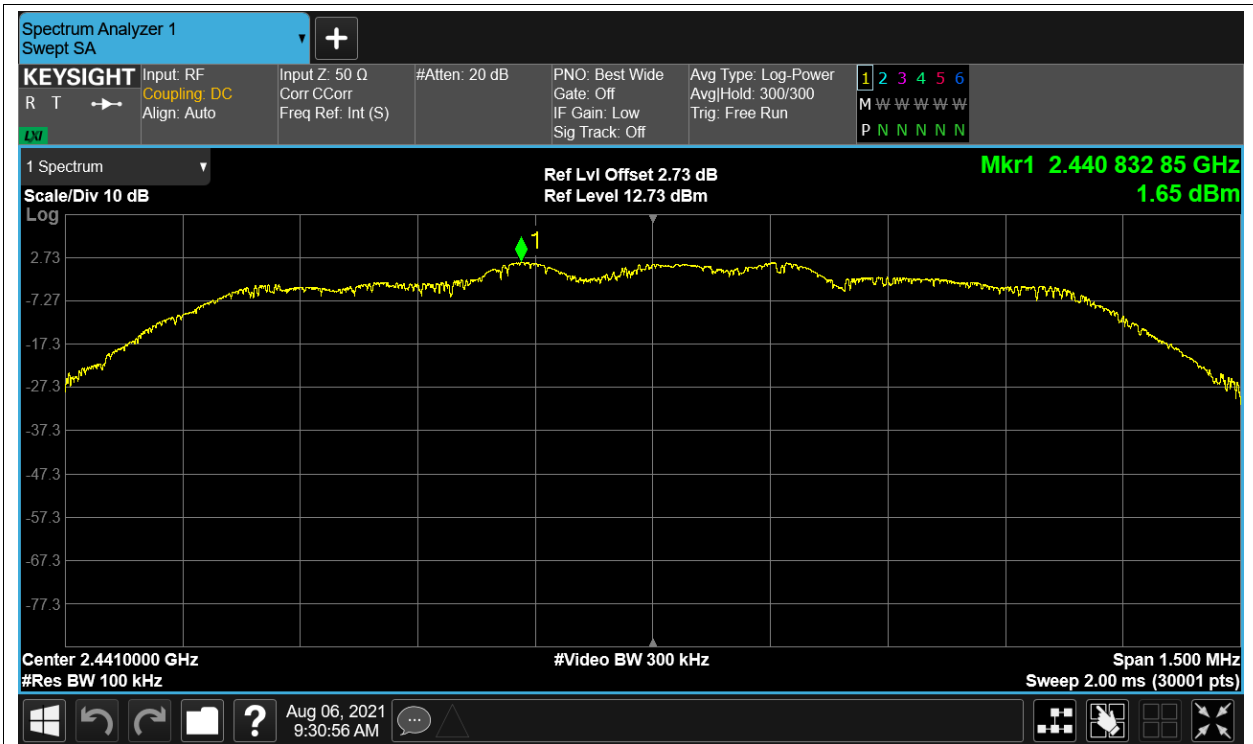 Spectrum Analyzer 1
Swept SA
+
KEYSIGHT
R T
LXI
Input: RF
Coupling: DC
Align: Auto
Input Z: 50 Ω
Corr CCorr
Freq Ref: Int (S)
#Atten: 20 dB
PNO: Best Wide
Gate: Off
IF Gain: Low
Sig Track: Off
Avg Type: Log-Power
Avg|Hold: 300/300
Trig: Free Run
1 2 3 4 5 6
M W W W W W
P N N N N N
1 Spectrum
Scale/Div 10 dB
Log
Ref Lvl Offset 2.73 dB
Ref Level 12.73 dBm
Mkr1 2.440 832 85 GHz
1.65 dBm
1
2.73
-7.27
-17.3
-27.3
-37.3
-47.3
-57.3
-67.3
-77.3
Center 2.4410000 GHz
#Res BW 100 kHz
#Video BW 300 kHz
Span 1.500 MHz
Sweep 2.00 ms (30001 pts)
?
Aug 06, 2021
9:30:56 AM